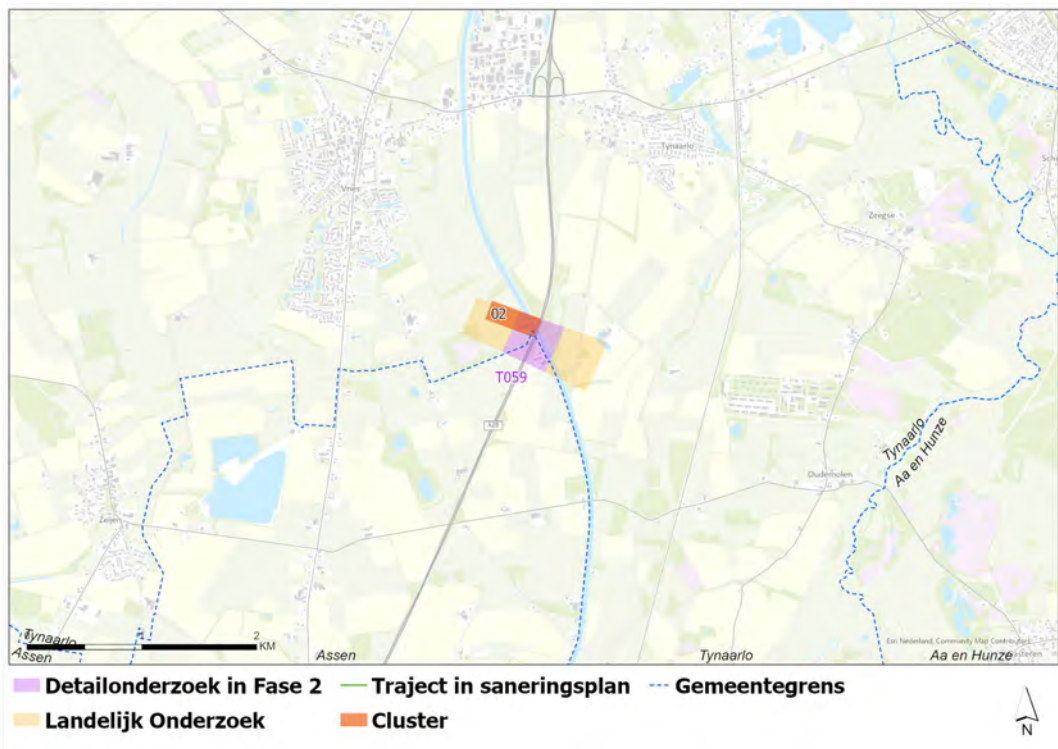 Vries
Tynaarlo
Zeegse
02
T059
A28
Tynaarlo
Aa en Hunze
Oudemolen
Zeijen
Tynaarlo
Assen
2
KM
Esri Nederland, Community Map Contributors
Assen
Tynaarlo
Aa en Hunze
Detailonderzoek in Fase 2
Traject in saneringsplan
Gemeentegrens
Landelijk Onderzoek
Cluster
N